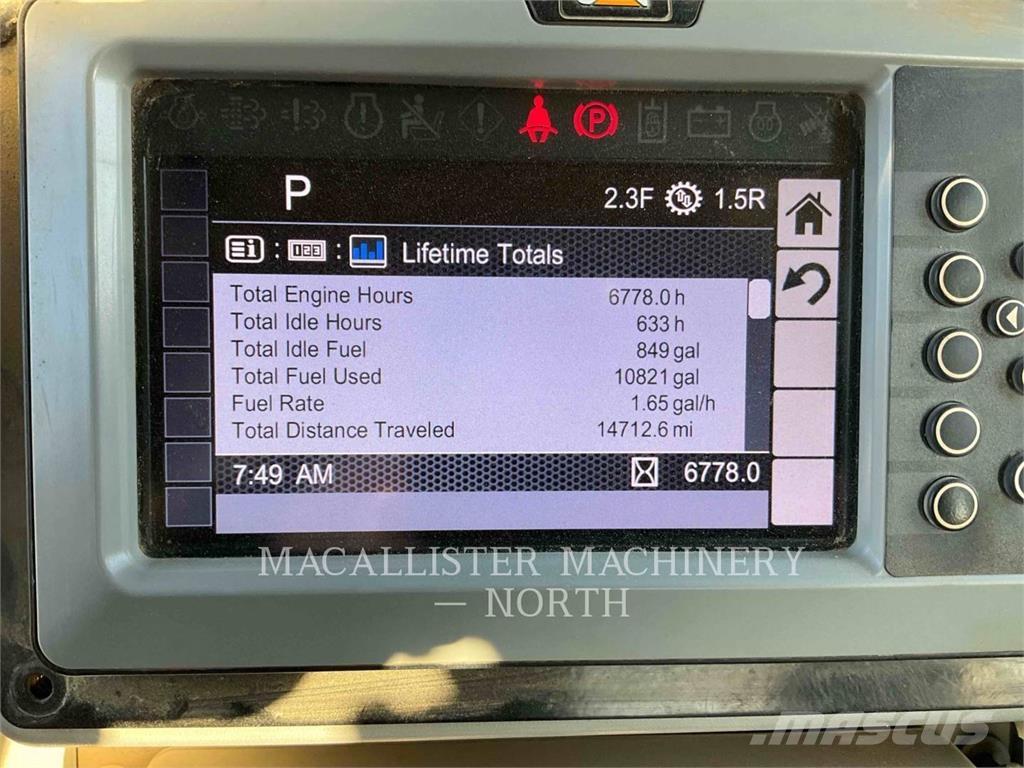 P
P
2.3F 1.5R
123 Lifetime Totals
Total Engine Hours 6778.0 h
Total Idle Hours 633 h
Total Idle Fuel 849 gal
Total Fuel Used 10821 gal
Fuel Rate 1.65 gal/h
Total Distance Traveled 14712.6 mi
7:49 AM 6778.0
MACALLISTER MACHINERY
— NORTH
mascus